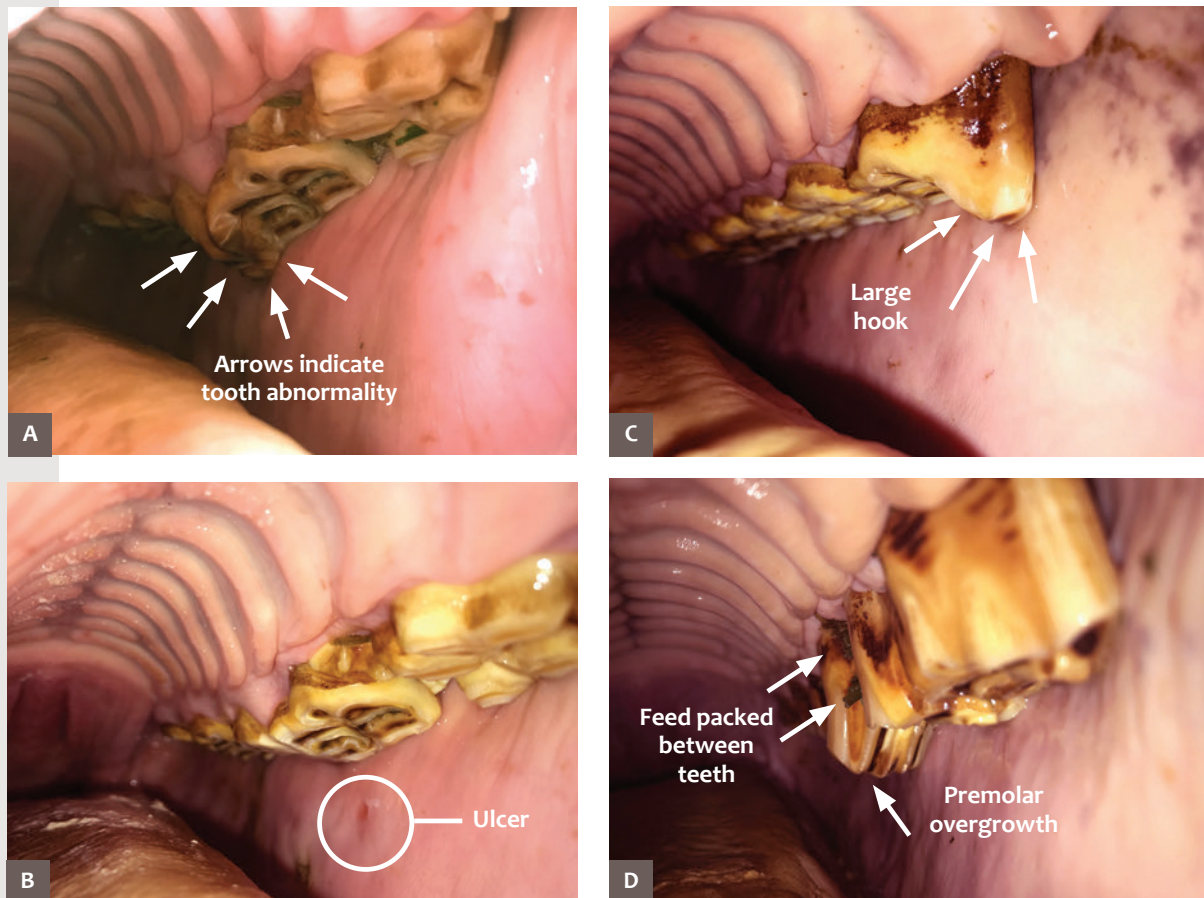 Arrows indicate
tooth abnormality
A
Large
hook
C
Ulcer
B
Feed packed
between
teeth
Premolar
overgrowth
D